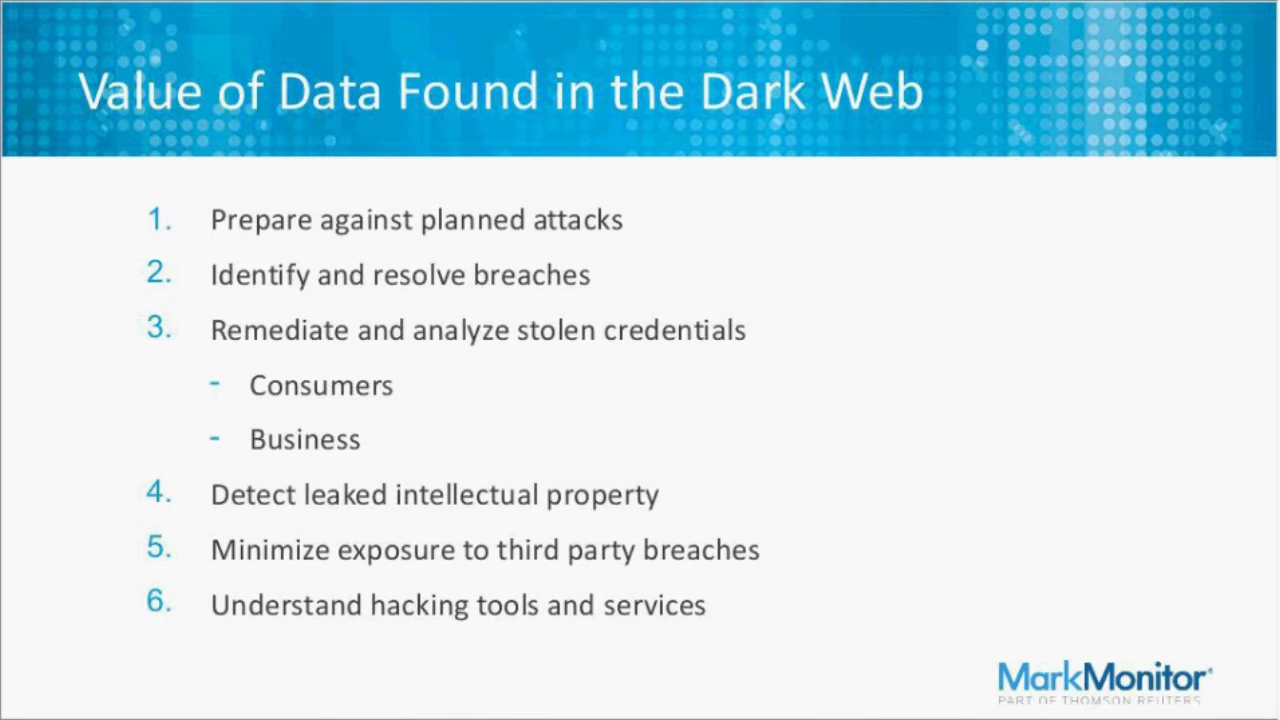 Value of Data Found in the Dark Web
1. Prepare against planned attacks
2. Identify and resolve breaches
3. Remediate and analyze stolen credentials
- Consumers
- Business
4. Detect leaked intellectual property
5. Minimize exposure to third party breaches
6. Understand hacking tools and services
MarkMonitor
PART OF THOMSON REUTERS